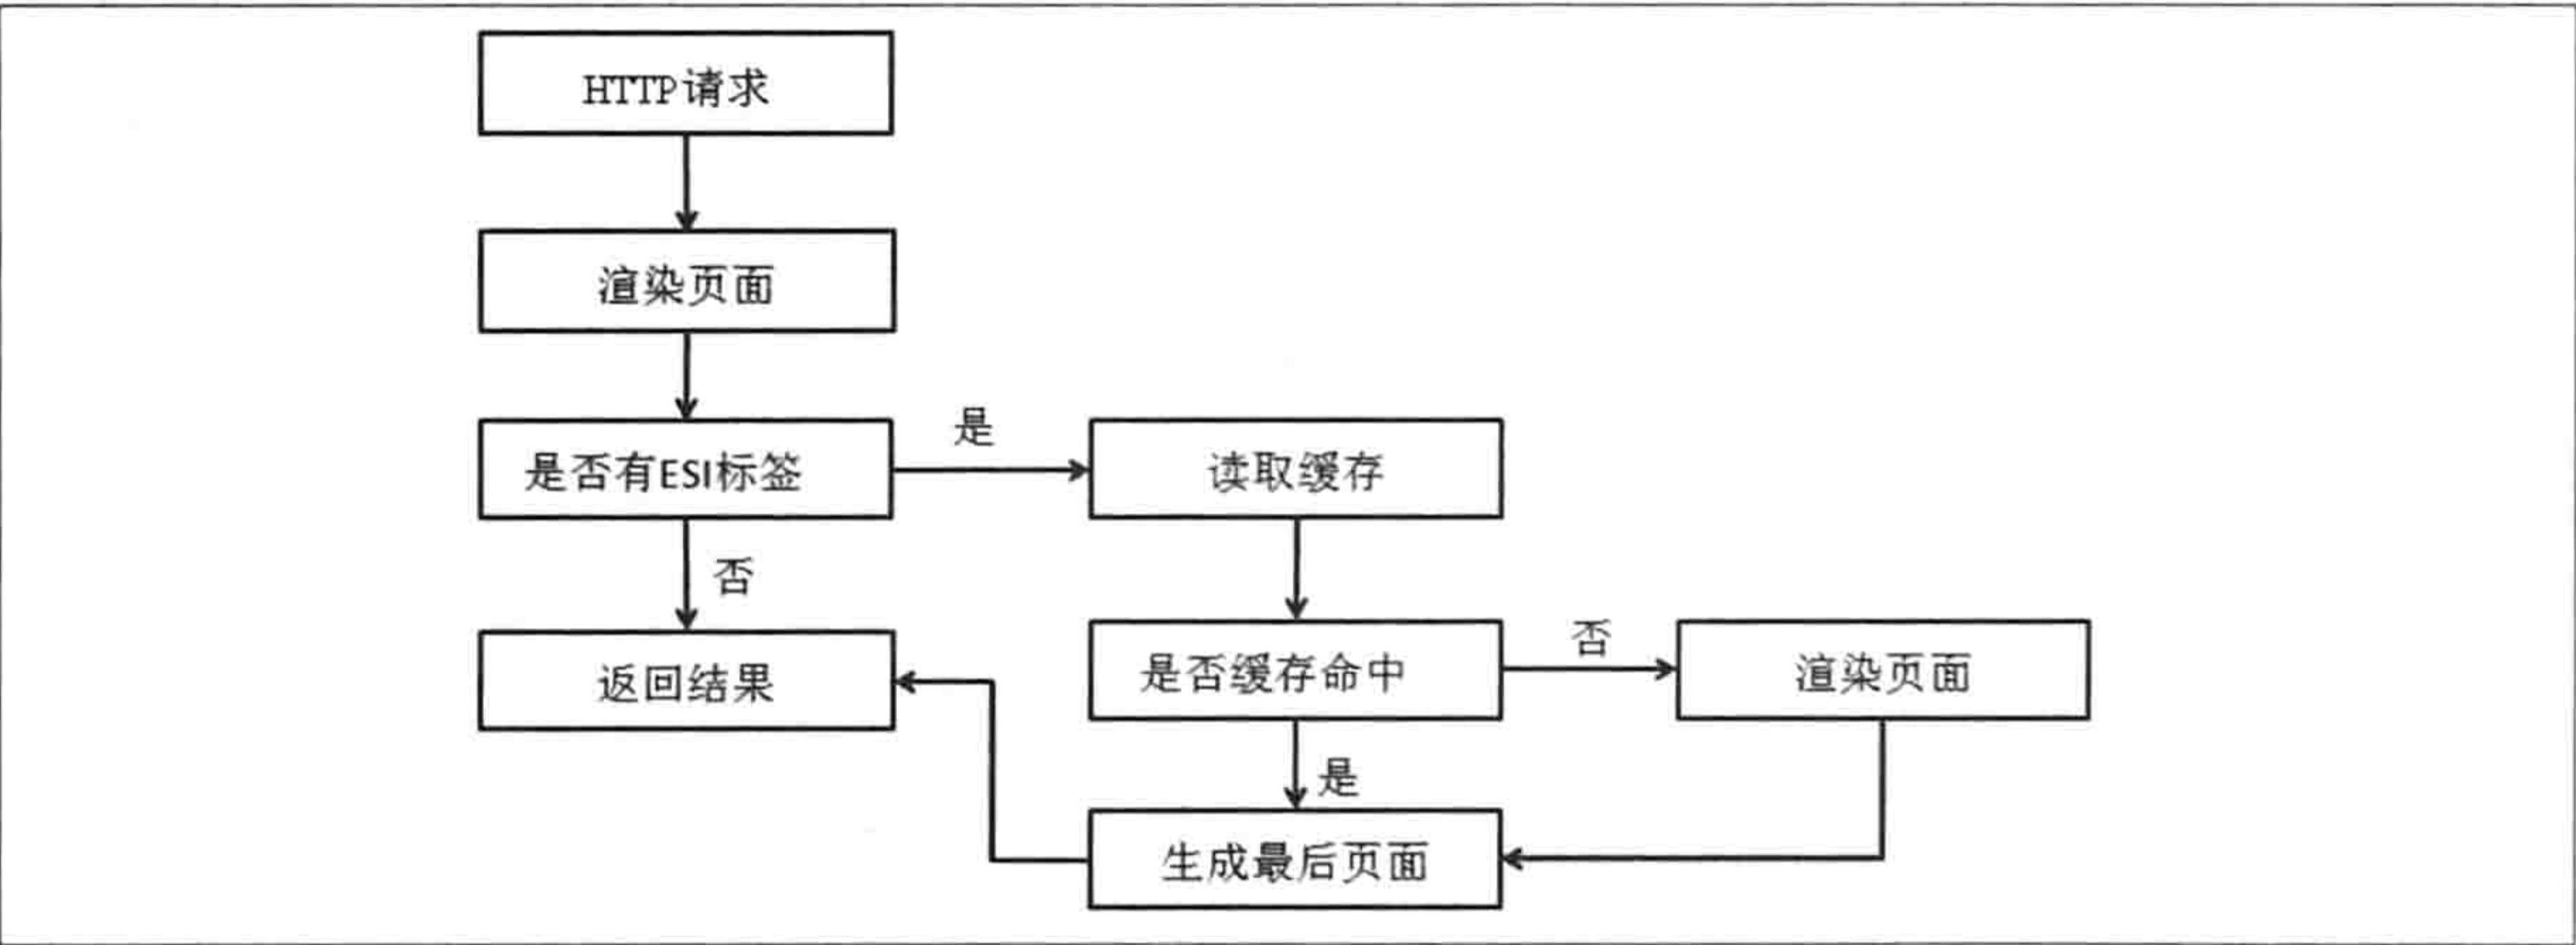 HTTP请求
渲染页面
是
是否有ESI标签
读取缓存
否
返回结果
是否缓存命中
否
渲染页面
是
生成最后页面